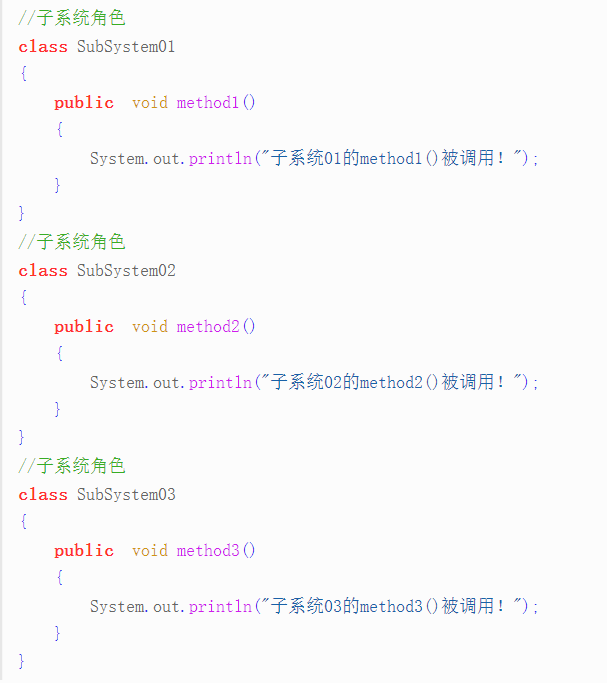 //子系统角色
class SubSystem01
{
    public  void method1()
    {
        System.out.println("子系统01的method1()被调用！");
    }
}
//子系统角色
class SubSystem02
{
    public  void method2()
    {
        System.out.println("子系统02的method2()被调用！");
    }
}
//子系统角色
class SubSystem03
{
    public  void method3()
    {
        System.out.println("子系统03的method3()被调用！");
    }
}